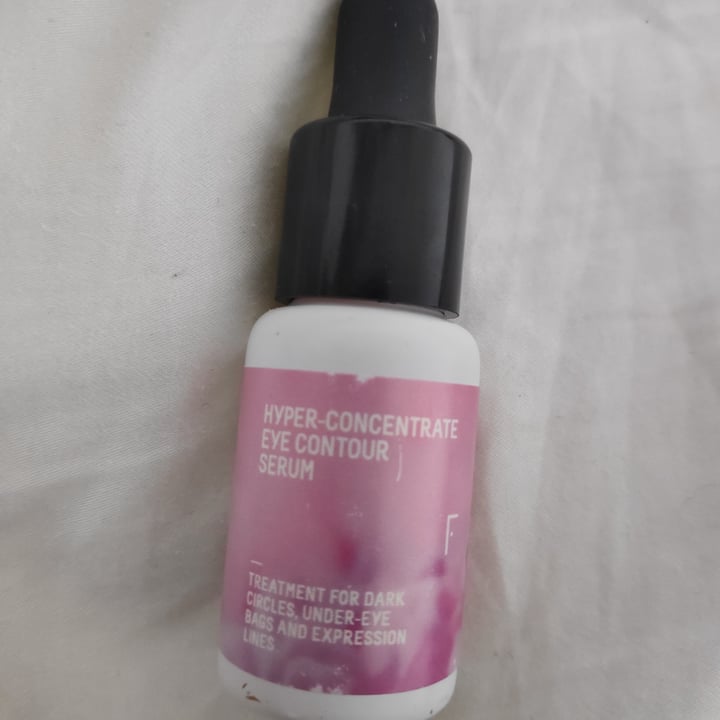 HYPER-CONCENTRATE
EYE CONTOUR
SERUM
F
TREATMENT FOR DARK
CIRCLES, UNDER-EYE
BAGS AND EXPRESSION
LINES